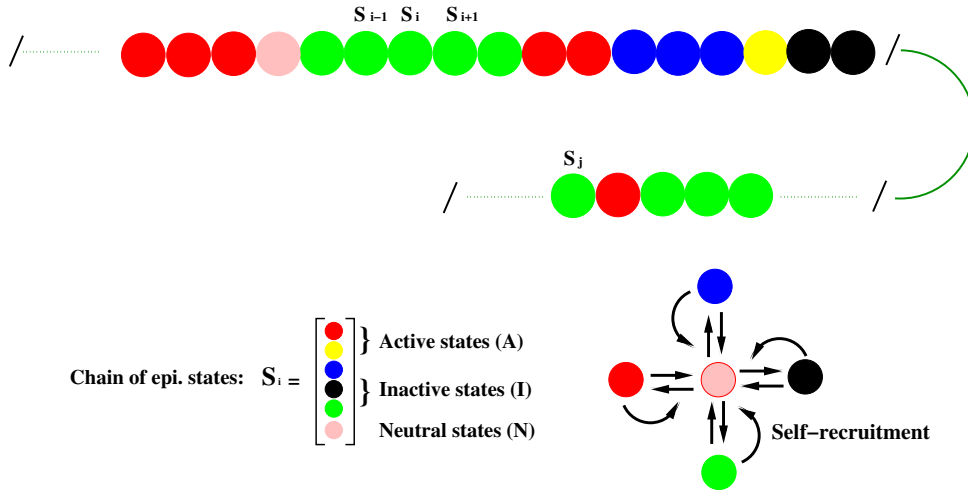 S i−1 S i S i+1
S j
Chain of epi. states: S i =
} Active states (A)
} Inactive states (I)
Neutral states (N)
Self−recruitment